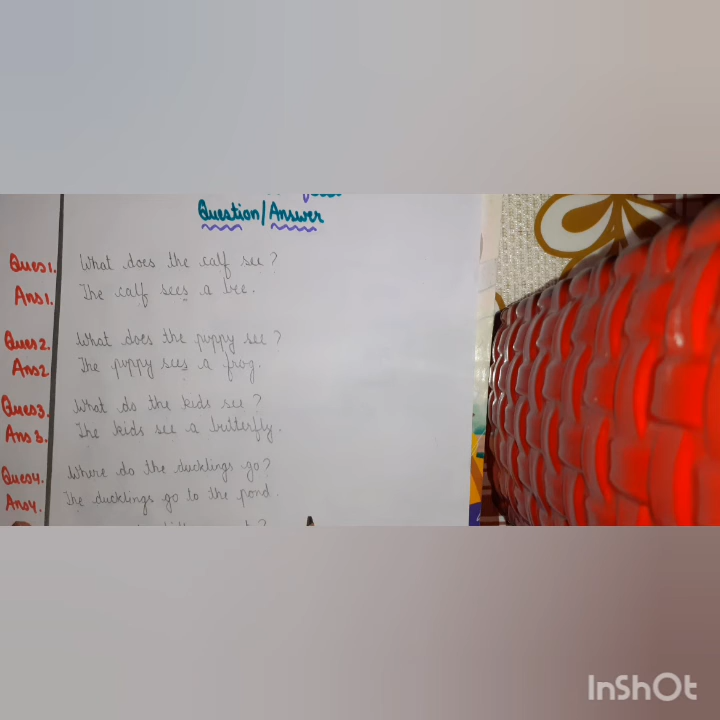 Question/Answer
Ques1. What does the calf see?
Ans1. The calf sees a bee.
Ques2. What does the puppy see?
Ans2 The puppy sees a frog.
Ques3. What do the kids see?
Ans3. The kids see a butterfly.
Ques4. Where do the ducklings go?
Ans4. The ducklings go to the pond.
InShOt